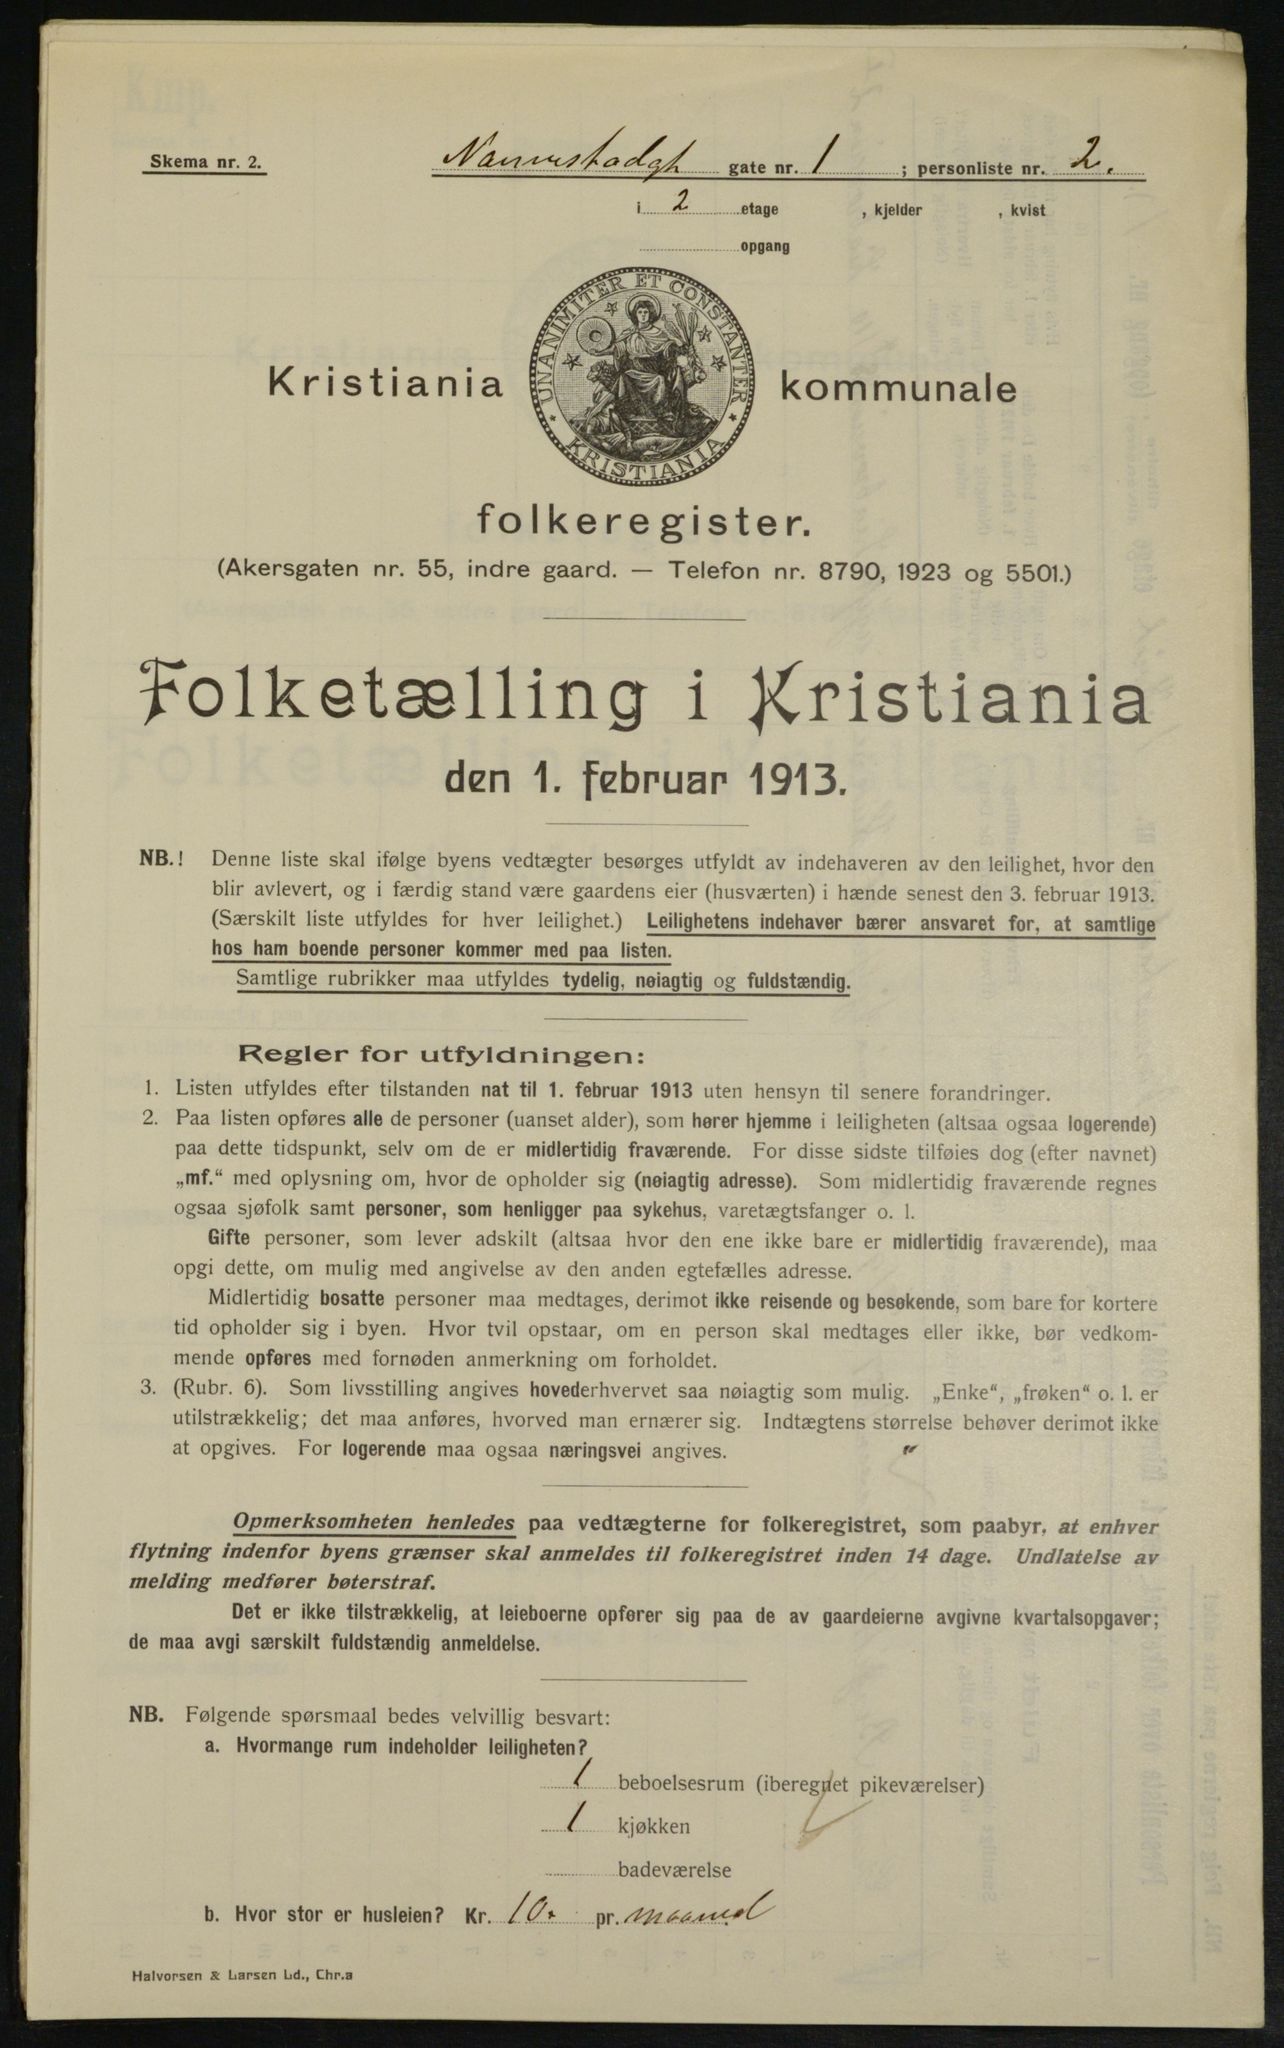 Skema nr. 2.
Nannestadgt gate nr. 1 ; personliste nr. 2.
i 2 etage , kjelder , kvist
opgang
UNANIMITER ET CONSTANTER
KRISTIANIA
Kristiania kommunale
folkeregister.
(Akersgaten nr. 55, indre gaard. — Telefon nr. 8790, 1923 og 5501.)
Folketælling i Kristiania
den 1. februar 1913.
NB.! Denne liste skal ifølge byens vedtægter besørges utfyldt av indehaveren av den leilighet, hvor den
blir avlevert, og i færdig stand være gaardens eier (husværten) i hænde senest den 3. februar 1913.
(Særskilt liste utfyldes for hver leilighet.) Leilighetens indehaver bærer ansvaret for, at samtlige
hos ham boende personer kommer med paa listen.
Samtlige rubrikker maa utfyldes tydelig, nøiagtig og fuldstændig.
Regler for utfyldningen:
1. Listen utfyldes efter tilstanden nat til 1. februar 1913 uten hensyn til senere forandringer.
2. Paa listen opføres alle de personer (uanset alder), som hører hjemme i leiligheten (altsaa ogsaa logerende)
paa dette tidspunkt, selv om de er midlertidig fraværende. For disse sidste tilføies dog (efter navnet)
„mf.“ med oplysning om, hvor de opholder sig (nøiagtig adresse). Som midlertidig fraværende regnes
ogsaa sjøfolk samt personer, som henligger paa sykehus, varetægtsfanger o. l.
Gifte personer, som lever adskilt (altsaa hvor den ene ikke bare er midlertidig fraværende), maa
opgi dette, om mulig med angivelse av den anden egtefælles adresse.
Midlertidig bosatte personer maa medtages, derimot ikke reisende og besøkende, som bare for kortere
tid opholder sig i byen. Hvor tvil opstaar, om en person skal medtages eller ikke, bør vedkom-
mende opføres med fornøden anmerkning om forholdet.
3. (Rubr. 6). Som livsstilling angives hovederhvervet saa nøiagtig som mulig. „Enke“, „frøken“ o. l. er
utilstrækkelig; det maa anføres, hvorved man ernærer sig. Indtægtens størrelse behøver derimot ikke
at opgives. For logerende maa ogsaa næringsvei angives.
Opmerksomheten henledes paa vedtægterne for folkeregistret, som paabyr, at enhver
flytning indenfor byens grænser skal anmeldes til folkeregistret inden 14 dage. Undlatelse av
melding medfører bøterstraf.
Det er ikke tilstrækkelig, at leieboerne opfører sig paa de av gaardeierne avgivne kvartalsopgaver;
de maa avgi særskilt fuldstændig anmeldelse.
NB. Følgende spørsmaal bedes velvillig besvart:
a. Hvormange rum indeholder leiligheten?
1 beboelsesrum (iberegnet pikeværelser)
1 kjøkken
badeværelse
b. Hvor stor er husleien? Kr. 10. pr. maaned
Halvorsen & Larsen Ld., Chr.a